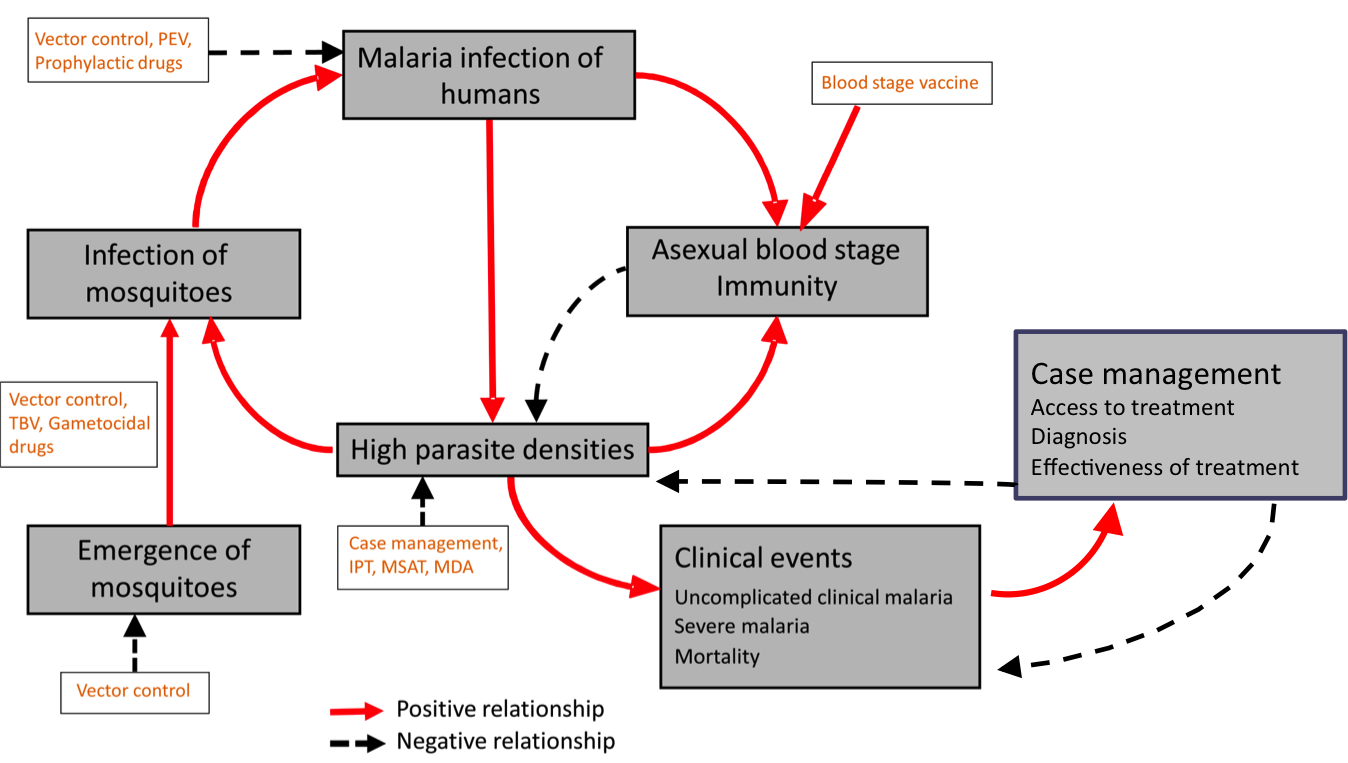 Vector control, PEV,
Prophylactic drugs
Malaria infection of
humans
Blood stage vaccine
Infection of
mosquitoes
Asexual blood stage
Immunity
Vector control,
TBV, Gametocidal
drugs
High parasite densities
Case management
Access to treatment
Diagnosis
Effectiveness of treatment
Emergence of
mosquitoes
Case management,
IPT, MSAT, MDA
Clinical events
Uncomplicated clinical malaria
Severe malaria
Mortality
Vector control
Positive relationship
Negative relationship